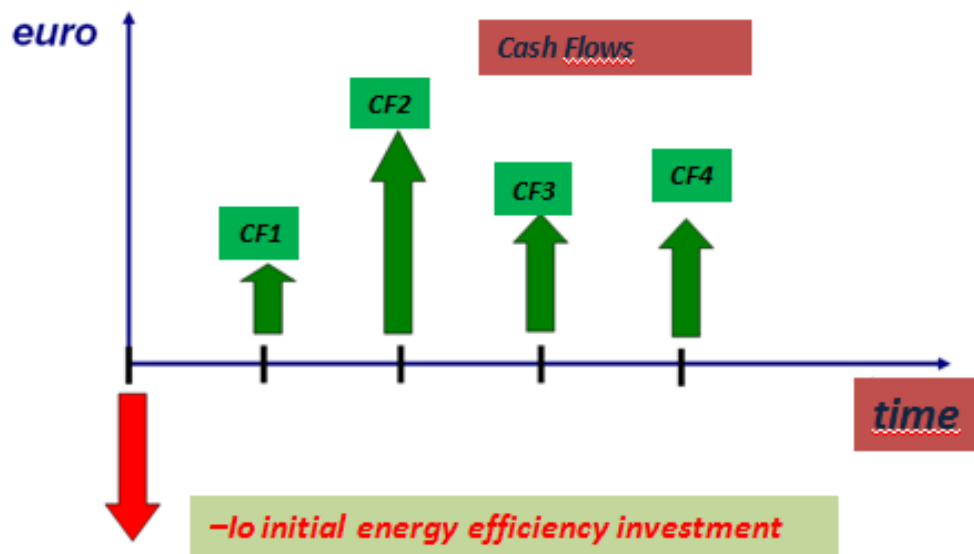 euro
Cash Flows
CF2
CF3
CF4
CF1
time
–Io initial energy efficiency investment